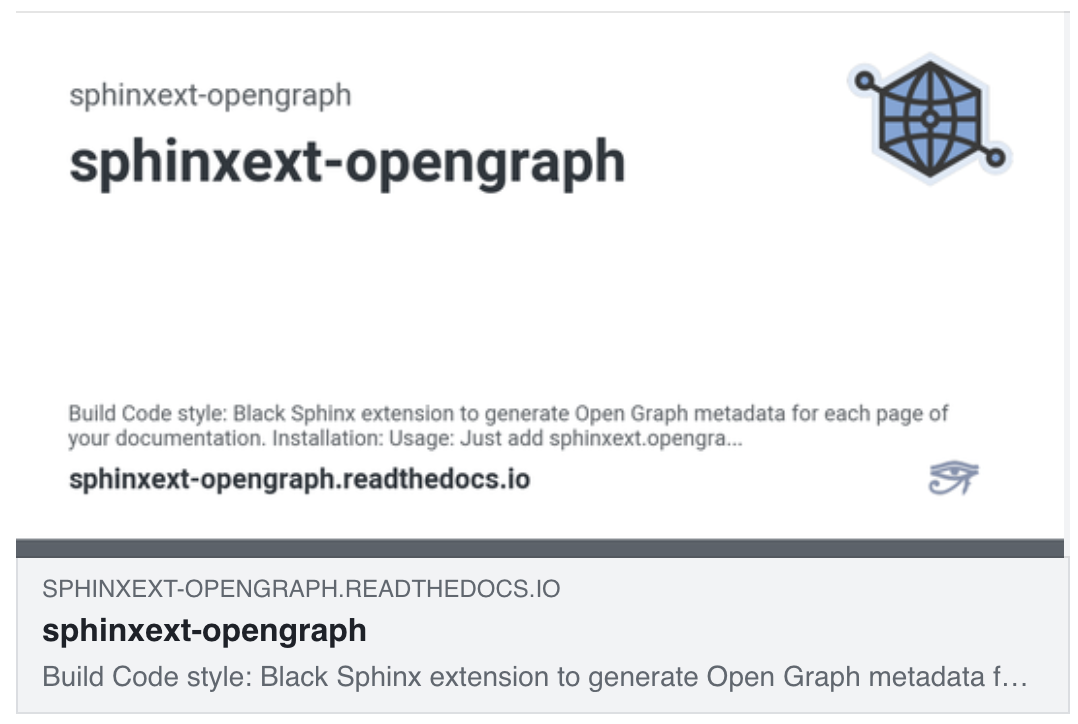 sphinxext-opengraph
sphinxext-opengraph
Build Code style: Black Sphinx extension to generate Open Graph metadata for each page of
your documentation. Installation: Usage: Just add sphinxext.opengra...
sphinxext-opengraph.readthedocs.io
SPHINXEXT-OPENGRAPH.READTHEDOCS.IO
sphinxext-opengraph
Build Code style: Black Sphinx extension to generate Open Graph metadata f…